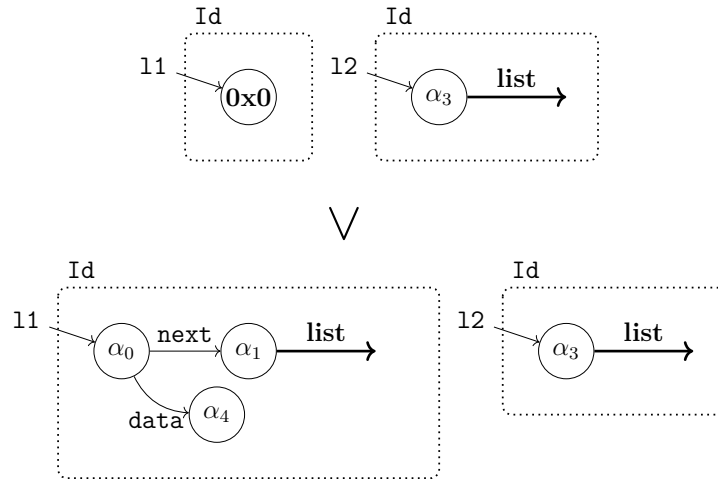 Id Id
l1 0x0 l2 α₃ list
∨
Id Id
l1 α₀ next α₁ list l2 α₃ list
data α₄